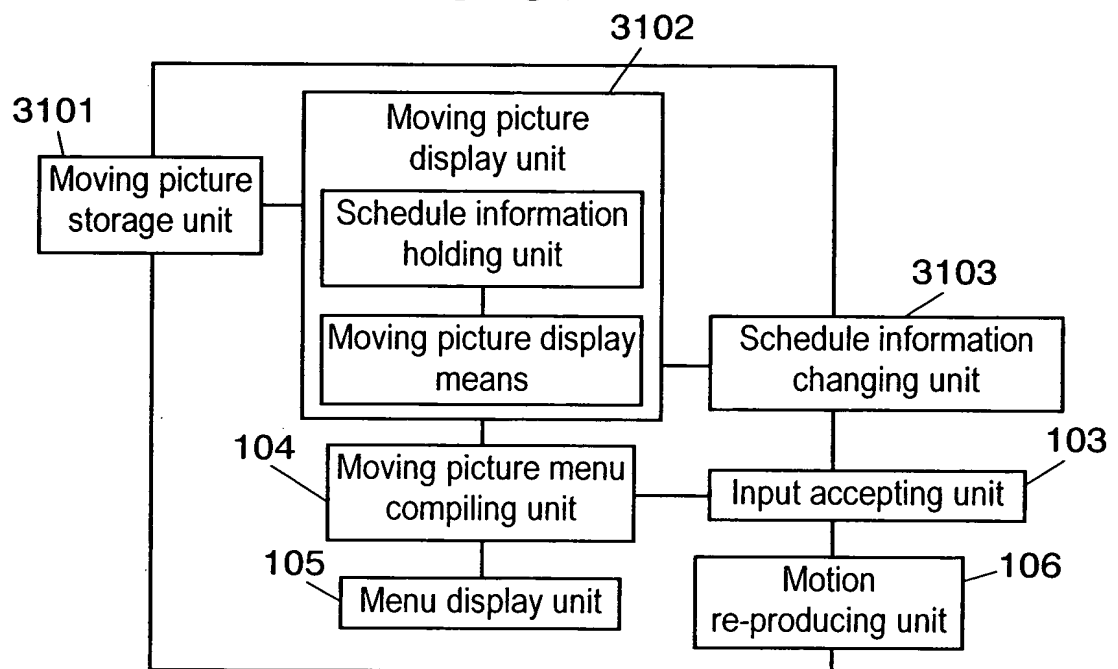 3102
3101
Moving picture
display unit
Moving picture
storage unit
Schedule information
holding unit
3103
Moving picture display
means
Schedule information
changing unit
104
Moving picture menu
compiling unit
103
Input accepting unit
105
Menu display unit
Motion
re-producing unit
106